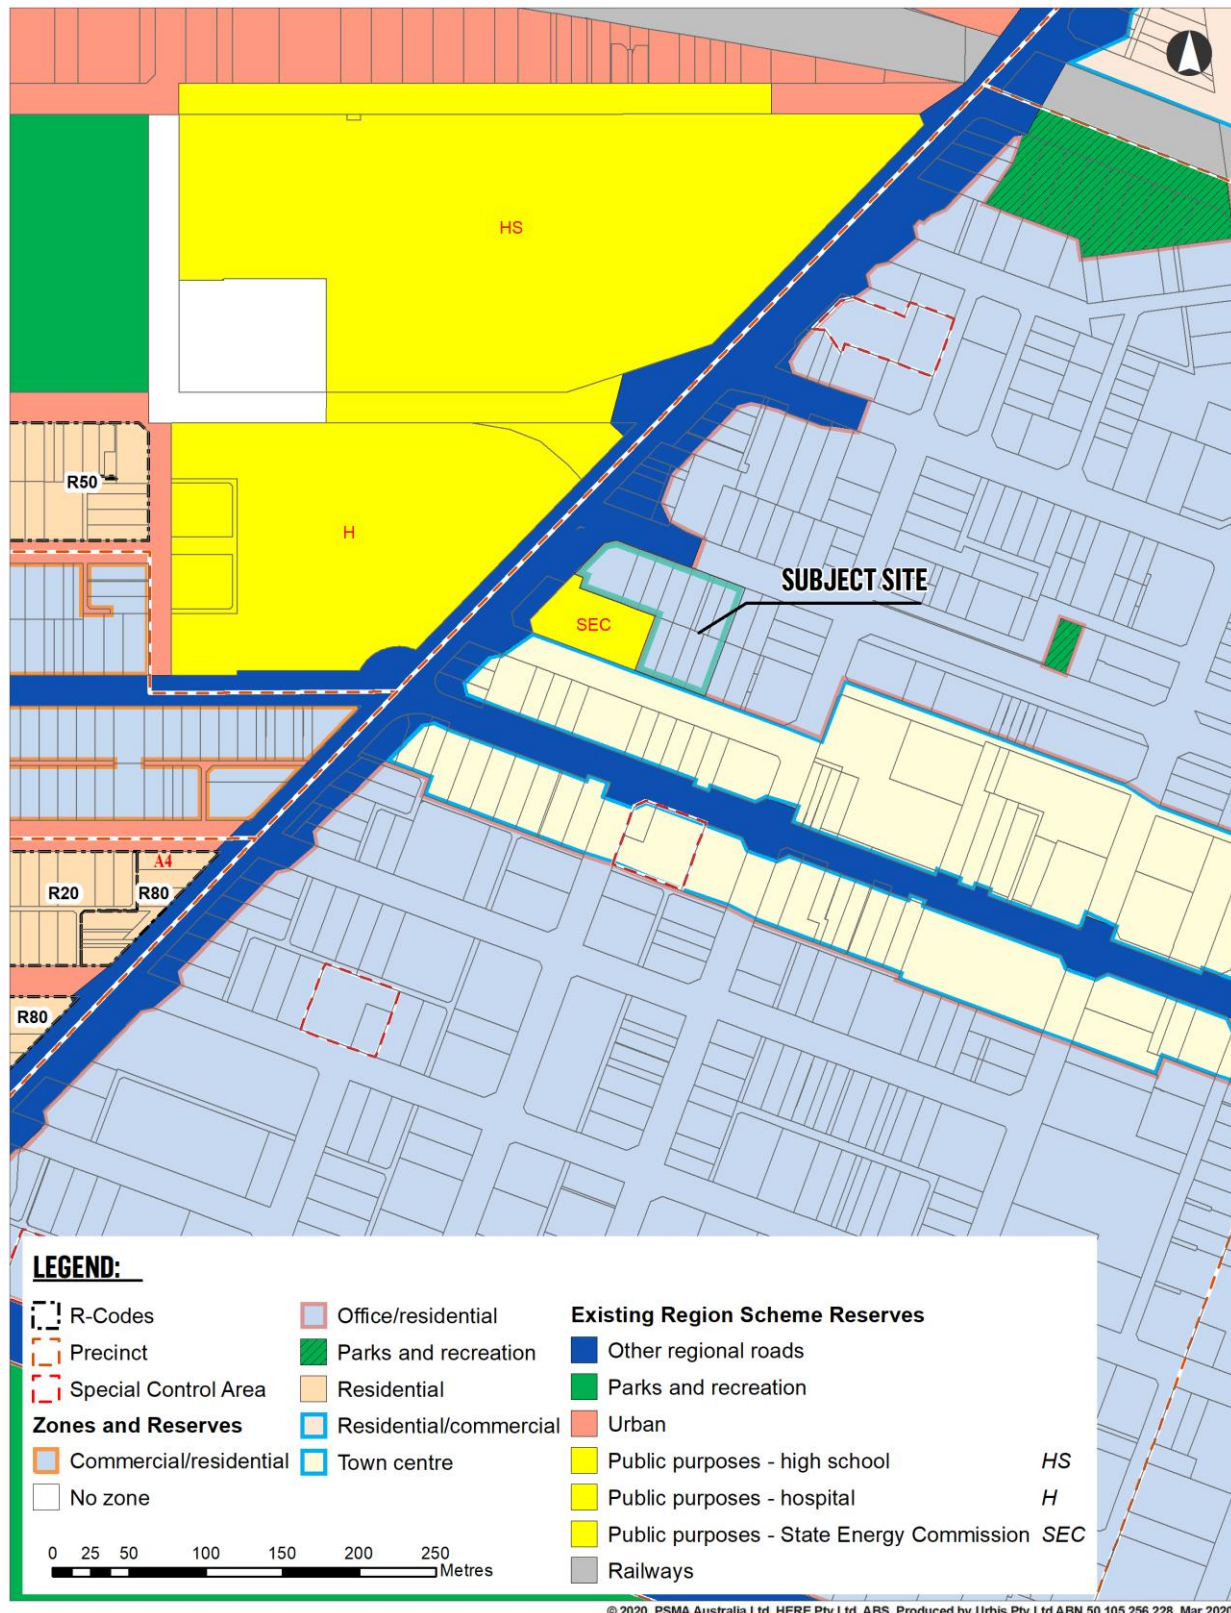 HS
R50
H
SUBJECT SITE
SEC
A4
R20
R80
R80
LEGEND:
R-Codes
Precinct
Special Control Area
Zones and Reserves
Commercial/residential
No zone
Office/residential
Parks and recreation
Residential
Residential/commercial
Town centre
Existing Region Scheme Reserves
Other regional roads
Parks and recreation
Urban
Public purposes - high school HS
Public purposes - hospital H
Public purposes - State Energy Commission SEC
Railways
0 25 50 100 150 200 250
Metres
© 2020. PSMA Australia Ltd, HERE Pty Ltd, ABS. Produced by Urbis Pty Ltd ABN 50 105 256 228, Mar 2020